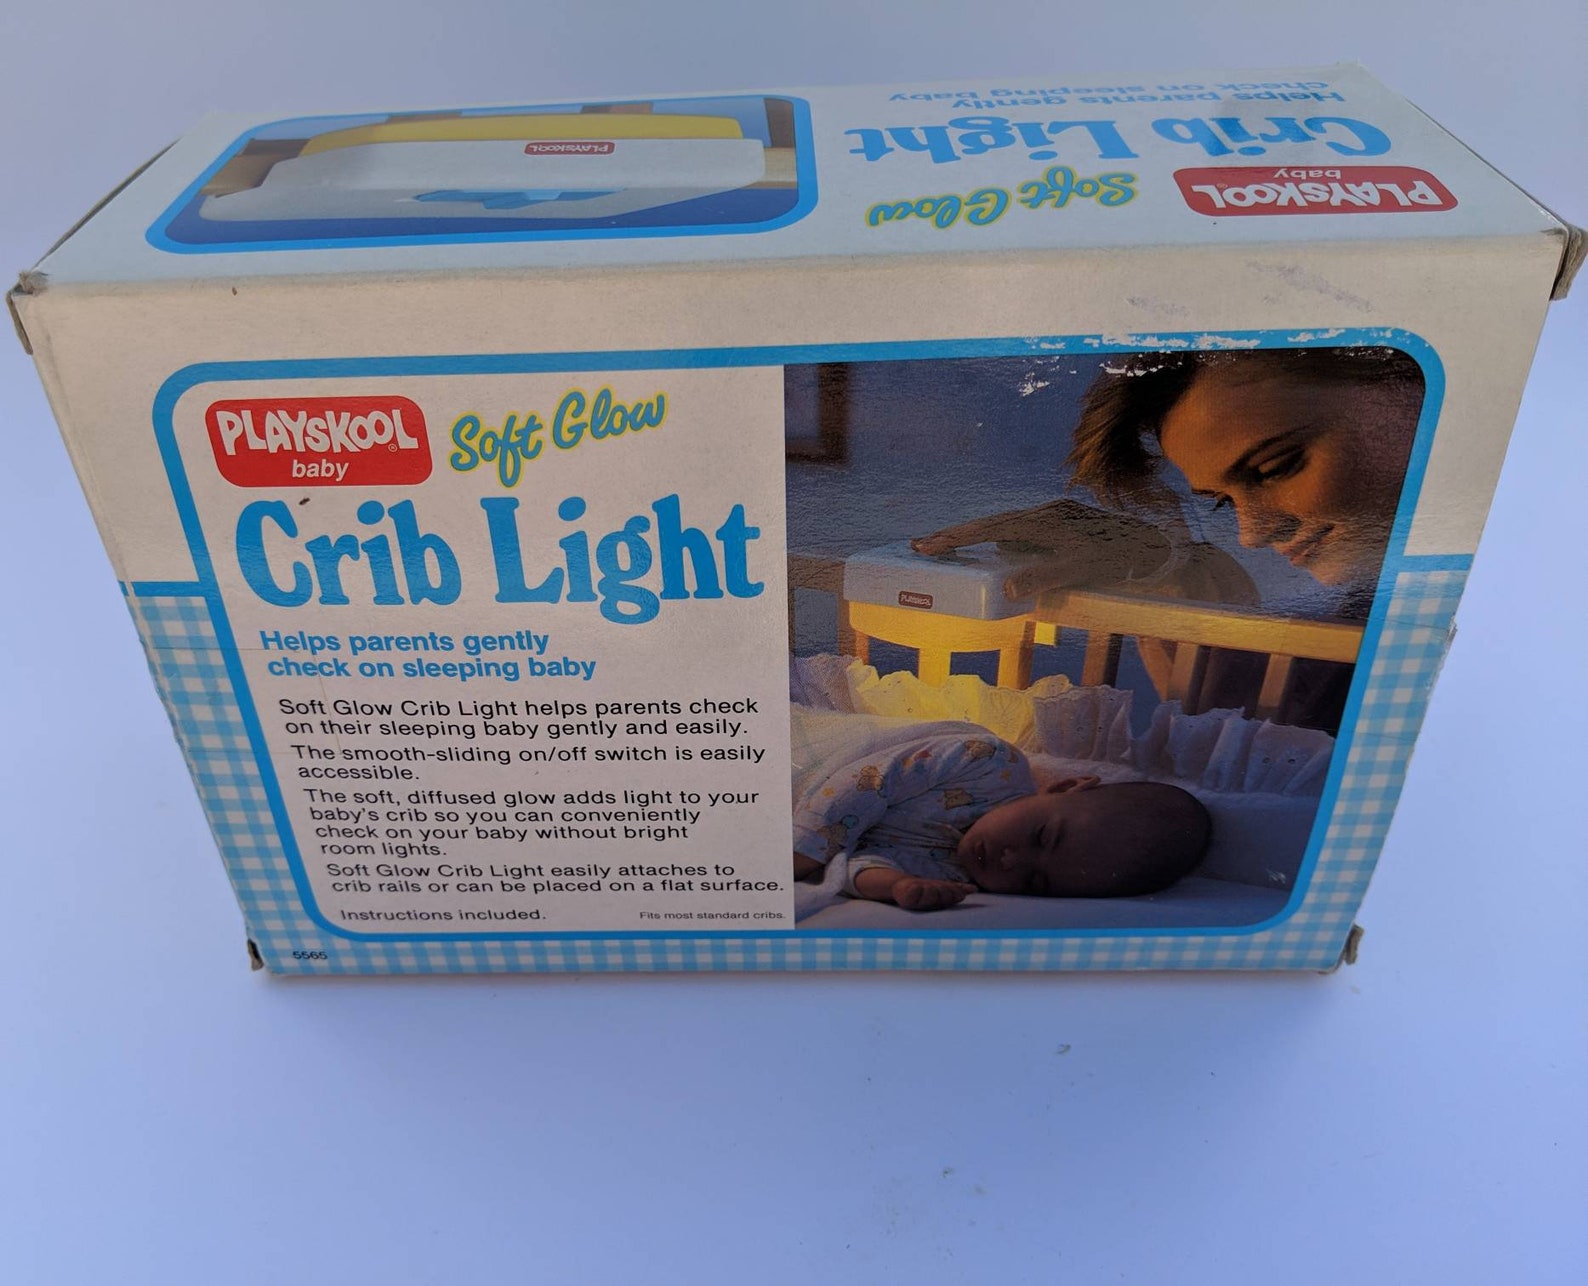 Helps parents gently
check on sleeping baby
Crib Light
Soft Glow
PLAYSKOOL
baby
PLAYSKOOL
PLAYSKOOL®
baby
Soft Glow
Crib Light
Helps parents gently
check on sleeping baby
Soft Glow Crib Light helps parents check
on their sleeping baby gently and easily.
The smooth-sliding on/off switch is easily
accessible.
The soft, diffused glow adds light to your
baby's crib so you can conveniently
check on your baby without bright
room lights.
Soft Glow Crib Light easily attaches to
crib rails or can be placed on a flat surface.
Instructions included.
Fits most standard cribs.
5565
PLAYSKOOL